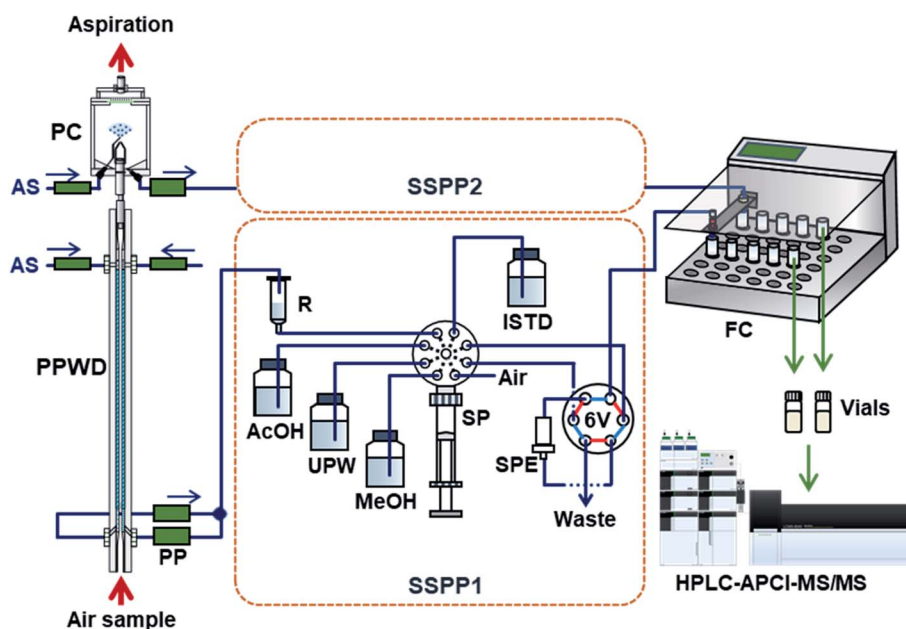 Aspiration
PC
AS
SSPP2
AS
R
ISTD
FC
PPWD
Air
AcOH
SP
6V
Vials
UPW
SPE
MeOH
PP
Waste
SSPP1
HPLC-APCI-MS/MS
Air sample